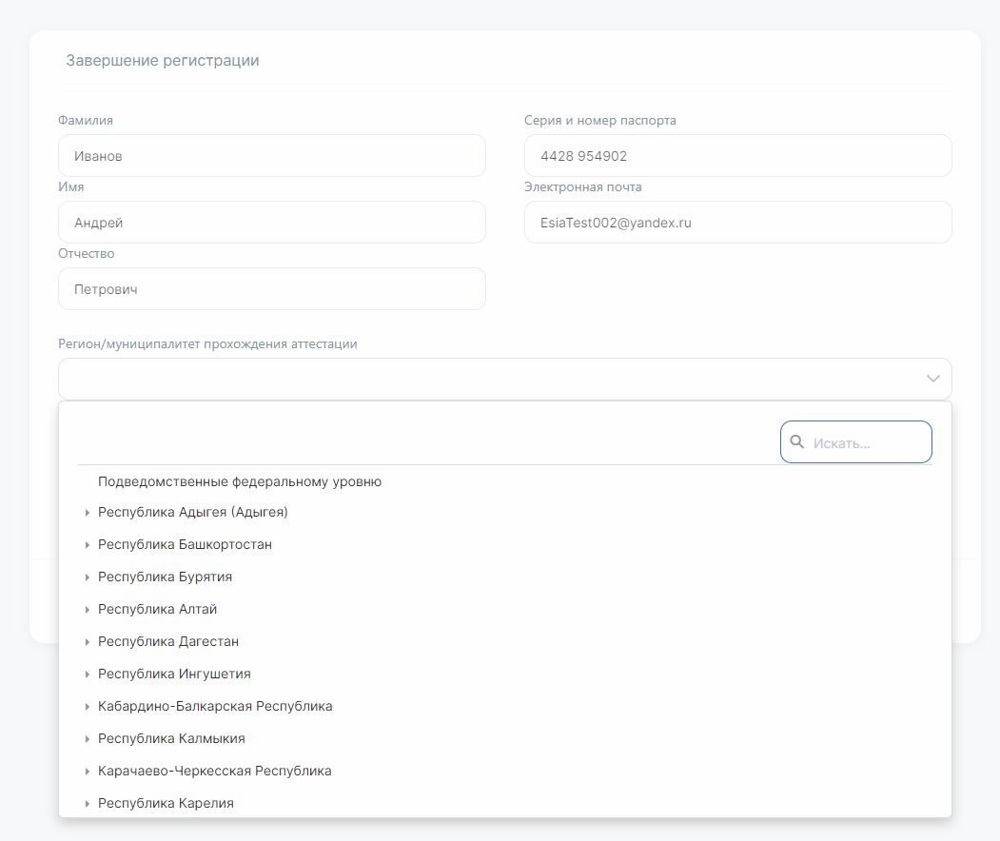 Завершение регистрации
Фамилия
Иванов
Имя
Андрей
Отчество
Петрович
Серия и номер паспорта
4428 954902
Электронная почта
EsiaTest002@yandex.ru
Регион/муниципалитет прохождения аттестации
Искать...
Подведомственные федеральному уровню
Республика Адыгея (Адыгея)
Республика Башкортостан
Республика Бурятия
Республика Алтай
Республика Дагестан
Республика Ингушетия
Кабардино-Балкарская Республика
Республика Калмыкия
Карачаево-Черкесская Республика
Республика Карелия